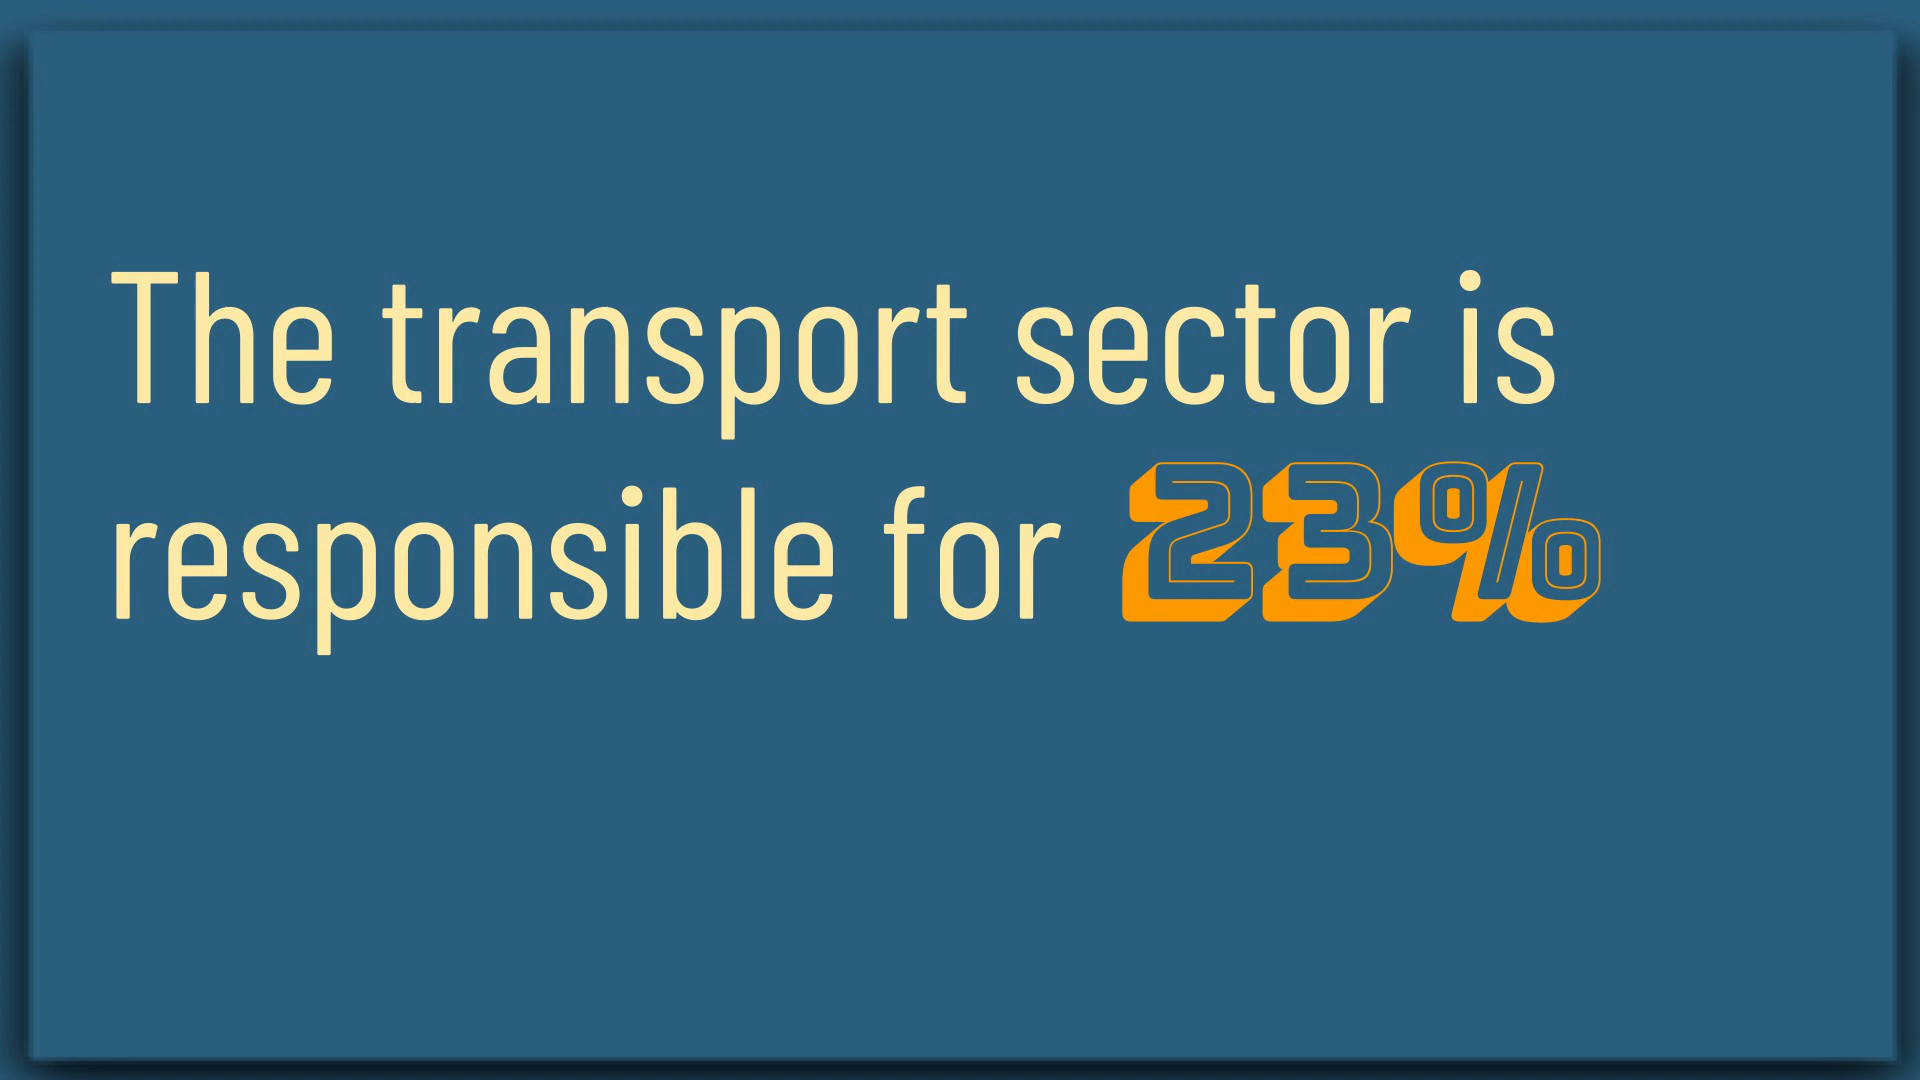 The transport sector is
responsible for 23%